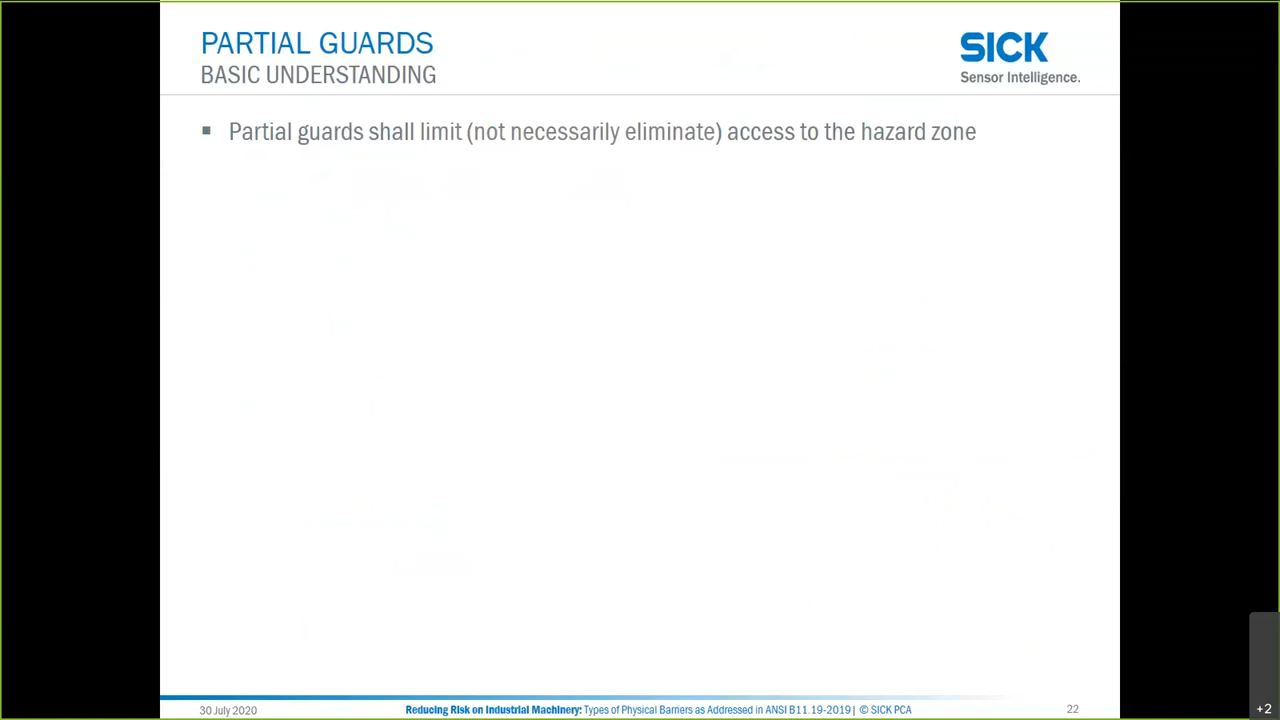 PARTIAL GUARDS
BASIC UNDERSTANDING
SICK
Sensor Intelligence.
▪ Partial guards shall limit (not necessarily eliminate) access to the hazard zone
30 July 2020
Reducing Risk on Industrial Machinery: Types of Physical Barriers as Addressed in ANSI B11.19-2019| © SICK PCA
22
+2